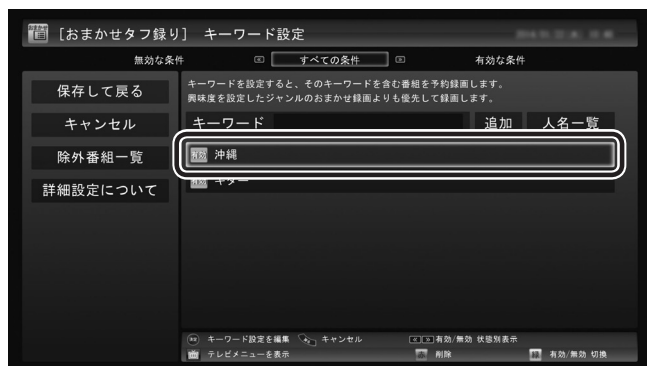 [おまかせタフ録り] キーワード設定
無効な条件 すべての条件 有効な条件
保存して戻る
キャンセル
除外番組一覧
詳細設定について
キーワードを設定すると、そのキーワードを含む番組を予約録画します。
興味度を設定したジャンルのおまかせ録画よりも優先して録画します。
キーワード 追加 人名一覧
有効 沖縄
有効 ギター
キーワード設定を編集 キャンセル 有効/無効 状態別表示
テレビメニューを表示 削除 有効/無効 切換